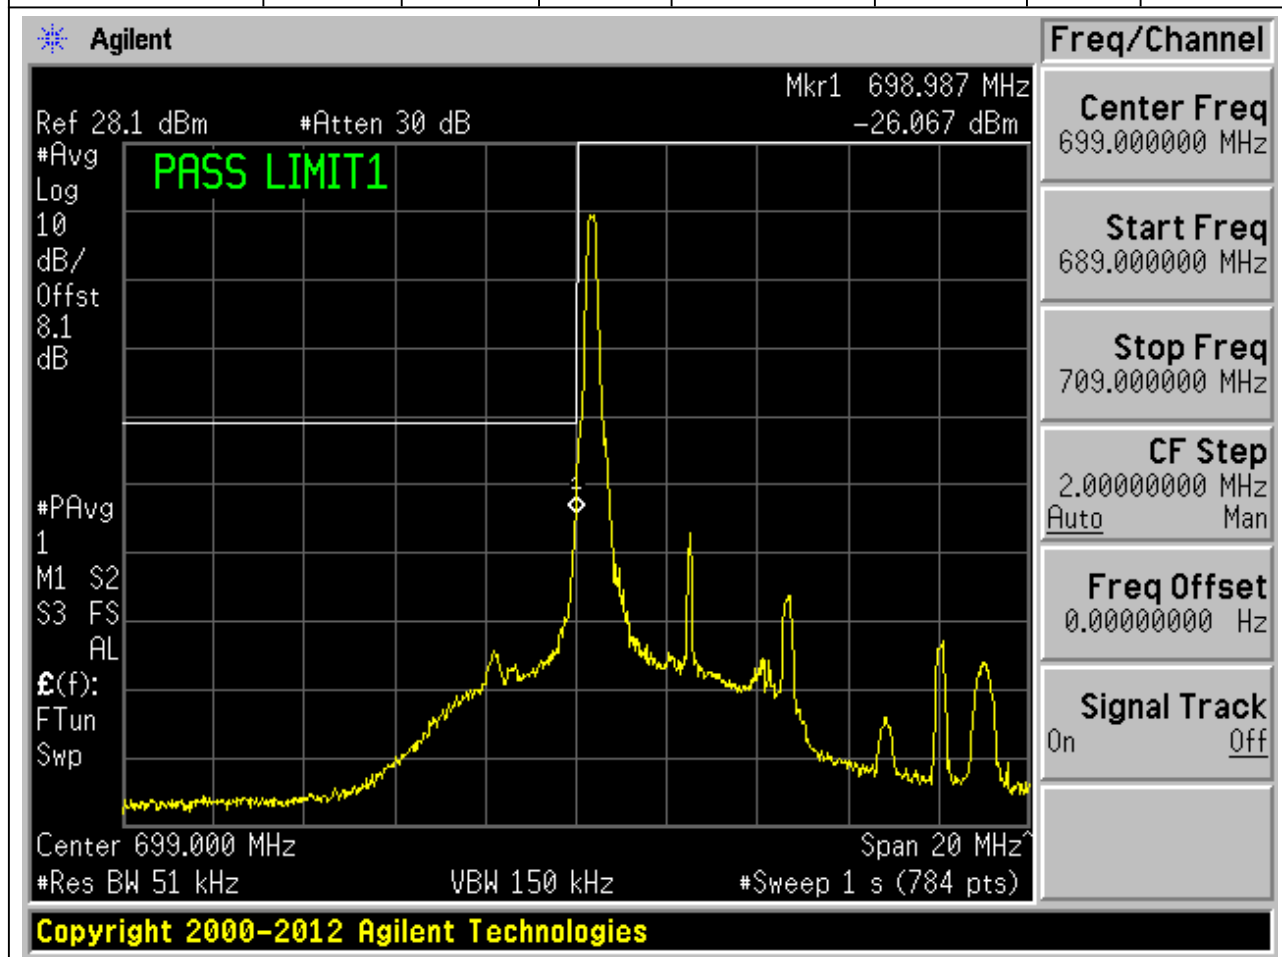 Agilent
Freq/Channel
Mkr1 698.987 MHz
Ref 28.1 dBm #Atten 30 dB -26.067 dBm
#Avg
Log
10
dB/
Offst
8.1
dB
PASS LIMIT1
1
#PAvg
1
M1 S2
S3 FS
AL
£(f):
FTun
Swp
Center 699.000 MHz Span 20 MHz^
#Res BW 51 kHz VBW 150 kHz #Sweep 1 s (784 pts)
Center Freq
699.000000 MHz
Start Freq
689.000000 MHz
Stop Freq
709.000000 MHz
CF Step
2.00000000 MHz
Auto Man
Freq Offset
0.00000000 Hz
Signal Track
On Off
Copyright 2000-2012 Agilent Technologies